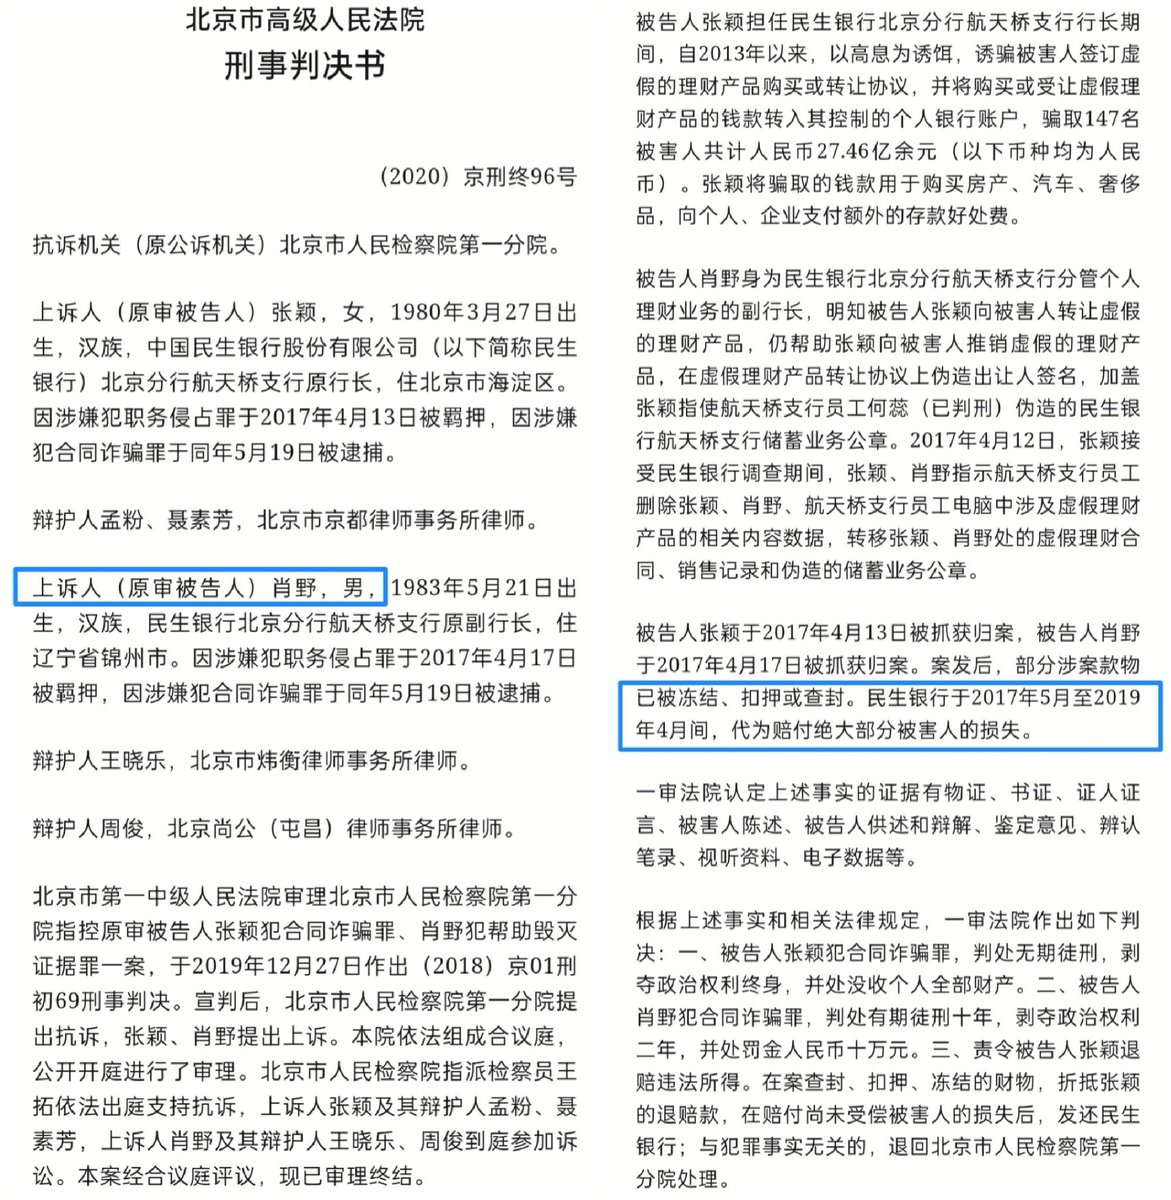 北京市高级人民法院
刑事判决书
（2020）京刑终96号
抗诉机关（原公诉机关）北京市人民检察院第一分院。
上诉人（原审被告人）张颖，女，1980年3月27日出
生，汉族，中国民生银行股份有限公司（以下简称民生
银行）北京分行航天桥支行原行长，住北京市海淀区。
因涉嫌犯职务侵占罪于2017年4月13日被羁押，因涉嫌
犯合同诈骗罪于同年5月19日被逮捕。
辩护人孟粉、聂素芳，北京市京都律师事务所律师。
上诉人（原审被告人）肖野，男，1983年5月21日出
生，汉族，民生银行北京分行航天桥支行原副行长，住
辽宁省锦州市。因涉嫌犯职务侵占罪于2017年4月17日
被羁押，因涉嫌犯合同诈骗罪于同年5月19日被逮捕。
辩护人王晓乐，北京市炜衡律师事务所律师。
辩护人周俊，北京尚公（屯昌）律师事务所律师。
北京市第一中级人民法院审理北京市人民检察院第一分
院指控原审被告人张颖犯合同诈骗罪、肖野犯帮助毁灭
证据罪一案，于2019年12月27日作出（2018）京01刑
初69刑事判决。宣判后，北京市人民检察院第一分院提
出抗诉，张颖、肖野提出上诉。本院依法组成合议庭，
公开开庭进行了审理。北京市人民检察院指派检察员王
拓依法出庭支持抗诉，上诉人张颖及其辩护人孟粉、聂
素芳，上诉人肖野及其辩护人王晓乐、周俊到庭参加诉
讼。本案经合议庭评议，现已审理终结。
被告人张颖担任民生银行北京分行航天桥支行行长期
间，自2013年以来，以高息为诱饵，诱骗被害人签订虚
假的理财产品购买或转让协议，并将购买或受让虚假理
财产品的钱款转入其控制的个人银行账户，骗取147名
被害人共计人民币27.46亿余元（以下币种均为人民
币）。张颖将骗取的钱款用于购买房产、汽车、奢侈
品，向个人、企业支付额外的存款好处费。
被告人肖野身为民生银行北京分行航天桥支行分管个人
理财业务的副行长，明知被告人张颖向被害人转让虚假
的理财产品，仍帮助张颖向被害人推销虚假的理财产
品，在虚假理财产品转让协议上伪造出让人签名，加盖
张颖指使航天桥支行员工何蕊（已判刑）伪造的民生银
行航天桥支行储蓄业务公章。2017年4月12日，张颖接
受民生银行调查期间，张颖、肖野指示航天桥支行员工
删除张颖、肖野、航天桥支行员工电脑中涉及虚假理财
产品的相关内容数据，转移张颖、肖野处的虚假理财合
同、销售记录和伪造的储蓄业务公章。
被告人张颖于2017年4月13日被抓获归案，被告人肖野
于2017年4月17日被抓获归案。案发后，部分涉案款物
已被冻结、扣押或查封。民生银行于2017年5月至2019
年4月间，代为赔付绝大部分被害人的损失。
一审法院认定上述事实的证据有物证、书证、证人证
言、被害人陈述、被告人供述和辩解、鉴定意见、辨认
笔录、视听资料、电子数据等。
根据上述事实和相关法律规定，一审法院作出如下判
决：一、被告人张颖犯合同诈骗罪，判处无期徒刑，剥
夺政治权利终身，并处没收个人全部财产。二、被告人
肖野犯合同诈骗罪，判处有期徒刑十年，剥夺政治权利
二年，并处罚金人民币十万元。三、责令被告人张颖退
赔违法所得。在案查封、扣押、冻结的财物，折抵张颖
的退赔款，在赔付尚未受偿被害人的损失后，发还民生
银行；与犯罪事实无关的，退回北京市人民检察院第一
分院处理。